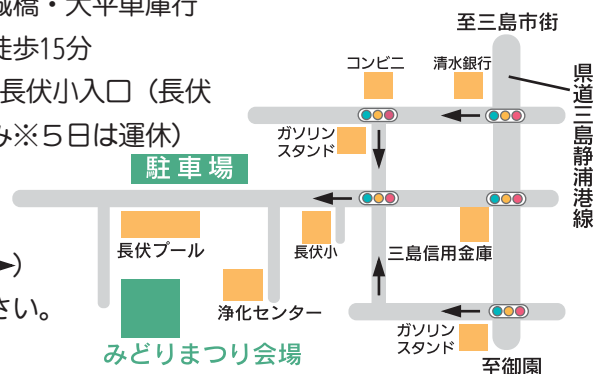 城橋・大平車庫行
徒歩15分
長伏小入口（長伏
み※５日は運休）
）
さい。
至三島市街
コンビニ
清水銀行
県道三島静浦港線
ガソリン
スタンド
駐車場
長伏プール
長伏小
三島信用金庫
浄化センター
ガソリン
スタンド
みどりまつり会場
至御園